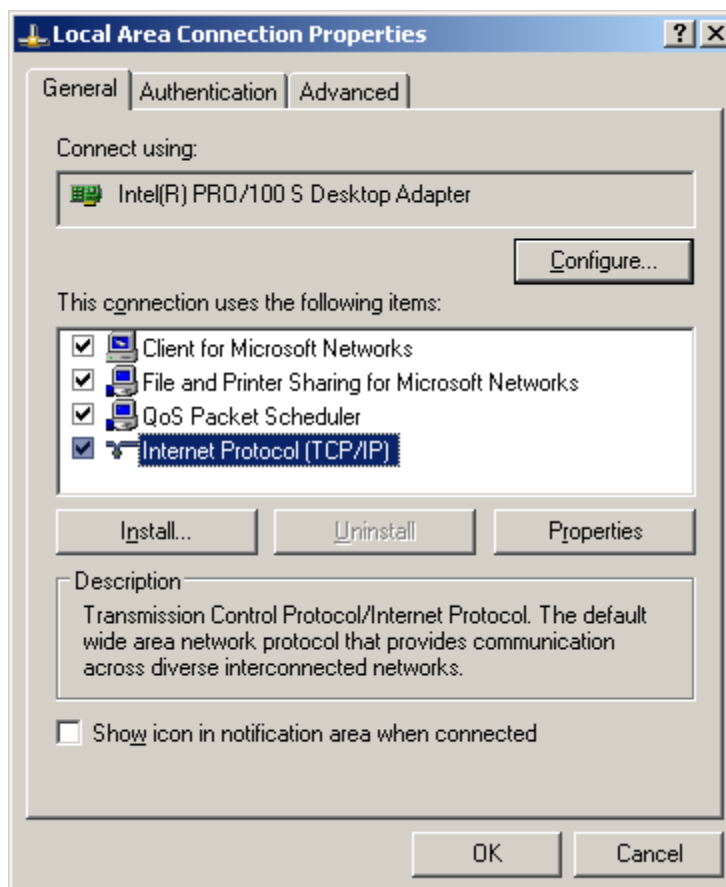 Local Area Connection Properties
General Authentication Advanced
Connect using:
Intel(R) PRO/100 S Desktop Adapter
Configure...
This connection uses the following items:
Client for Microsoft Networks
File and Printer Sharing for Microsoft Networks
QoS Packet Scheduler
Internet Protocol (TCP/IP)
Install... Uninstall Properties
Description
Transmission Control Protocol/Internet Protocol. The default
wide area network protocol that provides communication
across diverse interconnected networks.
Show icon in notification area when connected
OK Cancel